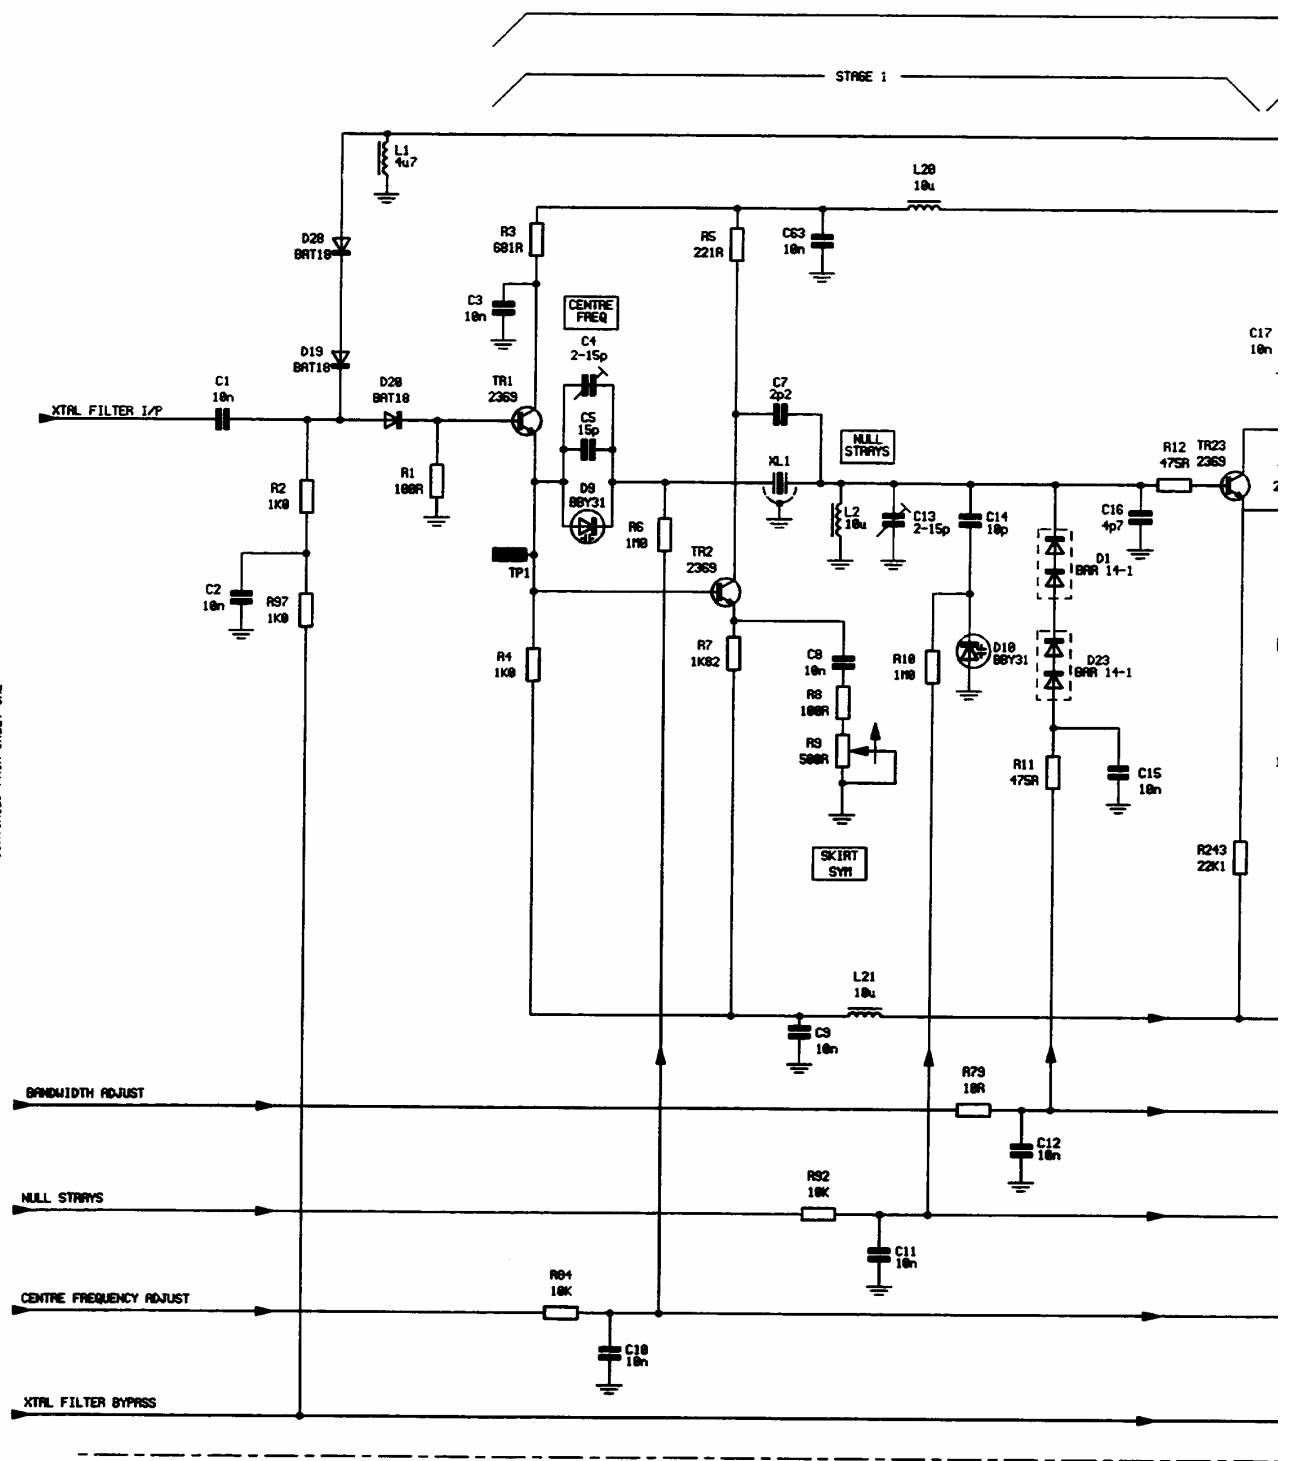 STAGE 1
L1
4u7
L20
10u
R3
681R
R5
221R
C63
10n
D28
BAT18
C3
10n
CENTRE
FREQ
C4
2-15p
C17
10n
D19
BAT18
C1
10n
D20
BAT18
TR1
2369
C7
2p2
XTAL FILTER I/P
C5
15p
NULL
STRAYS
R12
475R
TR23
2369
XL1
R1
100R
R2
1K0
D9
BBY31
R6
1M0
L2
10u
C13
2-15p
C14
10p
C16
4p7
TP1
TR2
2369
D1
BAR 14-1
C2
10n
R97
1K0
R4
1K0
R7
1K82
C8
10n
R10
1M0
D10
BBY31
D23
BAR 14-1
R8
100R
R9
500R
R11
475R
C15
10n
SKIRT
SYM
R243
22K1
L21
10u
C9
10n
BANDWIDTH ADJUST
R79
10R
C12
10n
NULL STRAYS
R92
10K
C11
10n
CENTRE FREQUENCY ADJUST
R84
10K
C10
10n
XTAL FILTER BYPASS